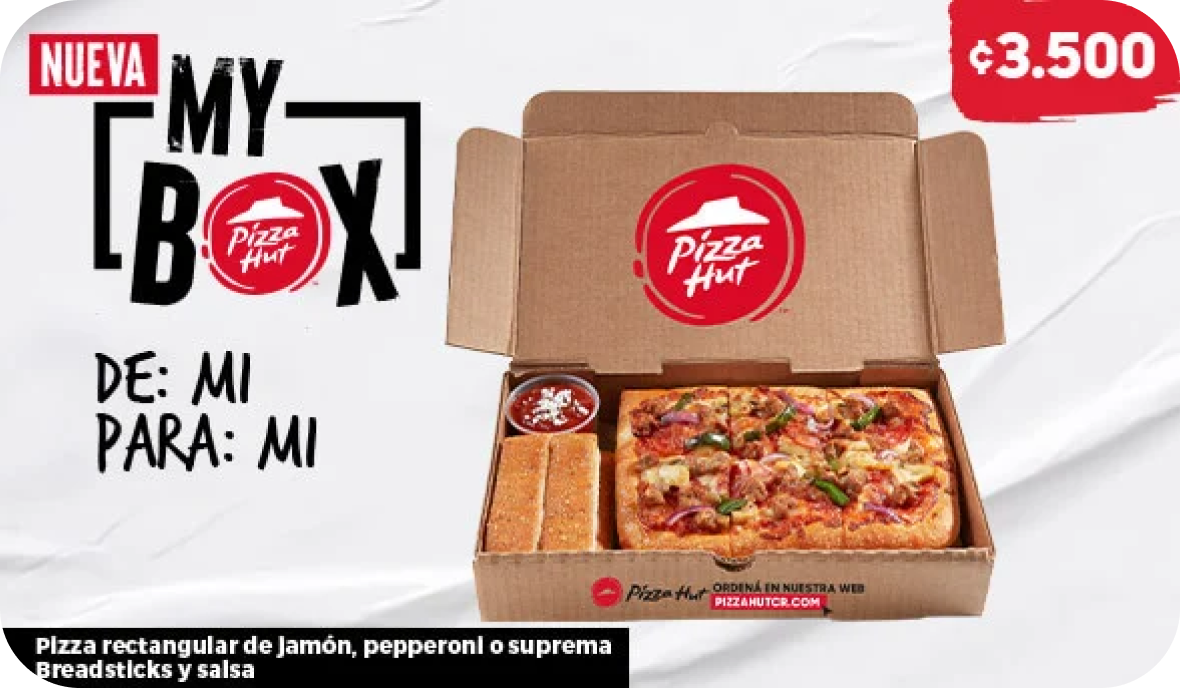 NUEVA
MY
BOX
Pizza
Hut
DE: MI
PARA: MI
¢3.500
Pizza
Hut
Pizza Hut ORDENÁ EN NUESTRA WEB
PIZZAHUTCR.COM
Pizza rectangular de jamón, pepperoni o suprema
Breadsticks y salsa